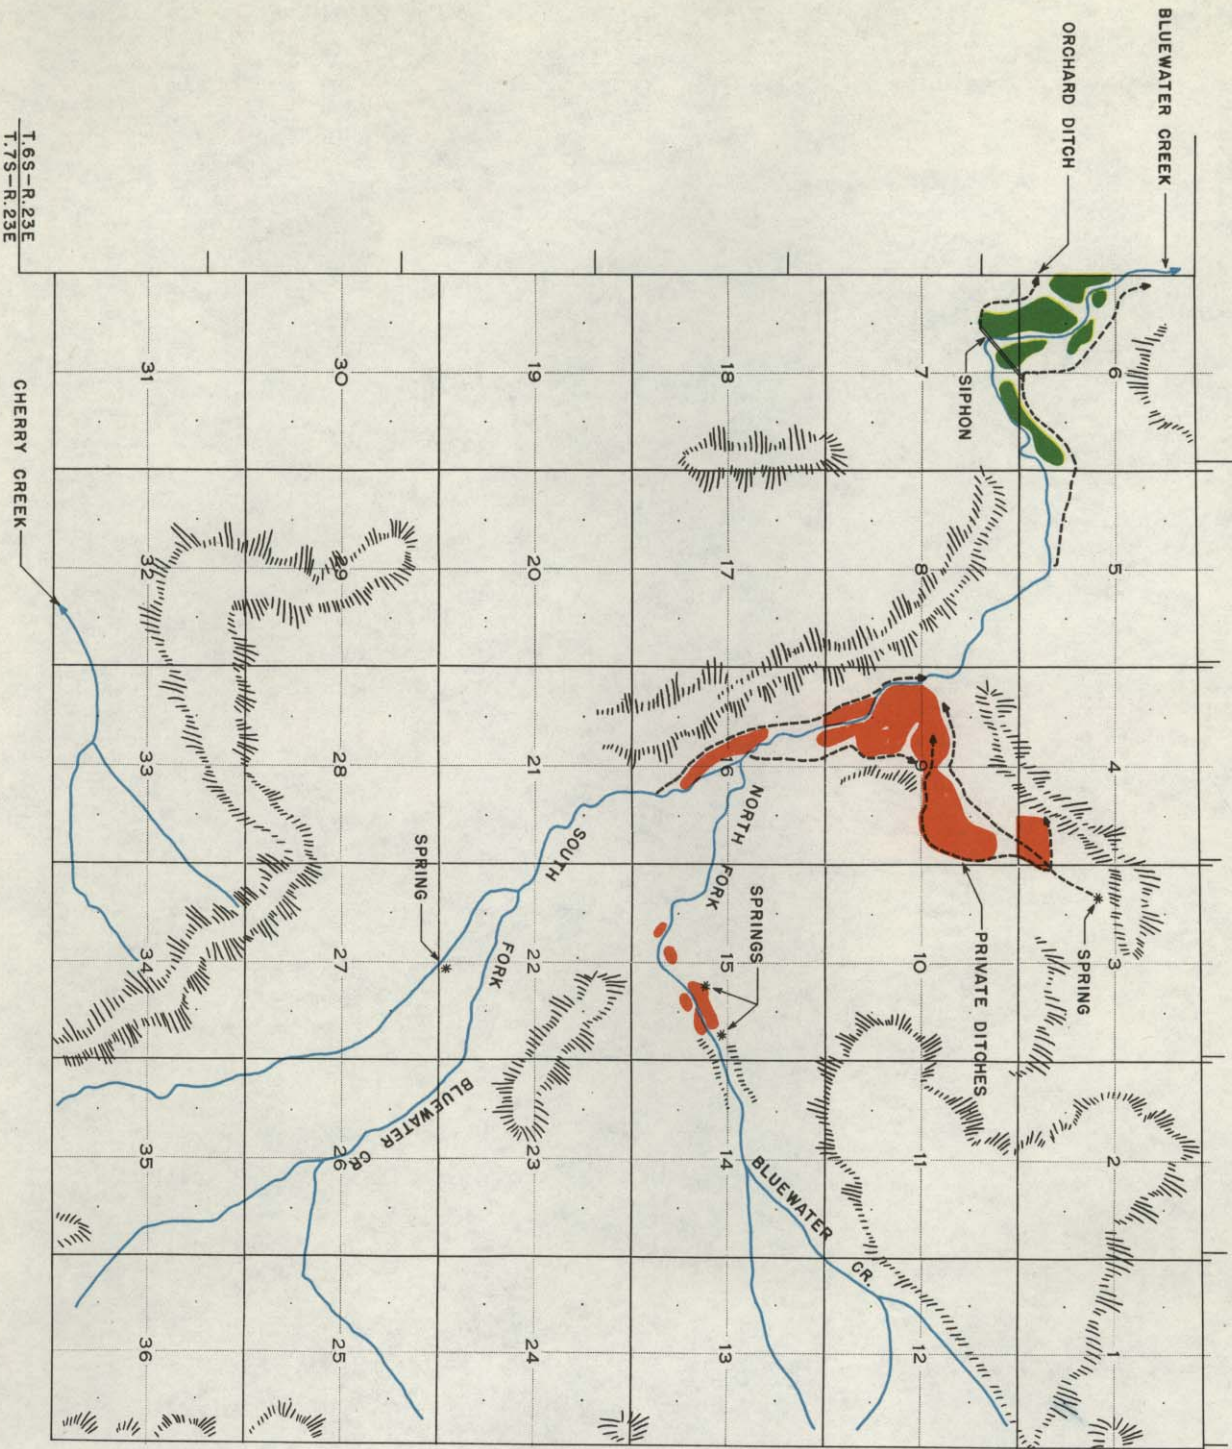 BLUEWATER CREEK
ORCHARD DITCH
T.6S-R.23E
T.7S-R.23E
SIPHON
CHERRY CREEK
6
5
4
3
2
1
7
8
9
10
11
12
18
17
16
15
14
13
19
20
21
22
23
24
30
29
28
27
26
25
31
32
33
34
35
36
NORTH FORK
BLUEWATER CR.
SOUTH FORK
BLUEWATER CR.
SPRING
SPRINGS
SPRING
PRIVATE DITCHES